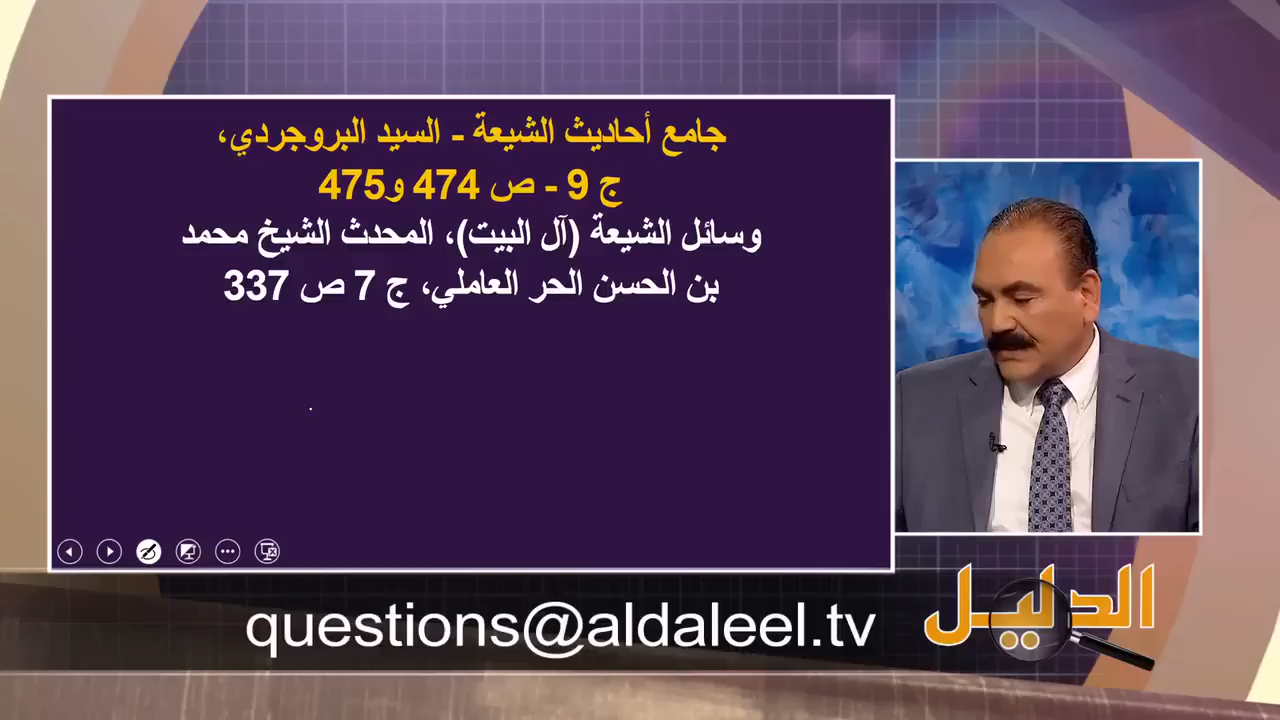 جامع أحاديث الشيعة - السيد البروجردي،
ج 9 - ص 474 و475
وسائل الشيعة (آل البيت)، المحدث الشيخ محمد
بن الحسن الحر العاملي، ج 7 ص 337
questions@aldaleel.tv
الدليل